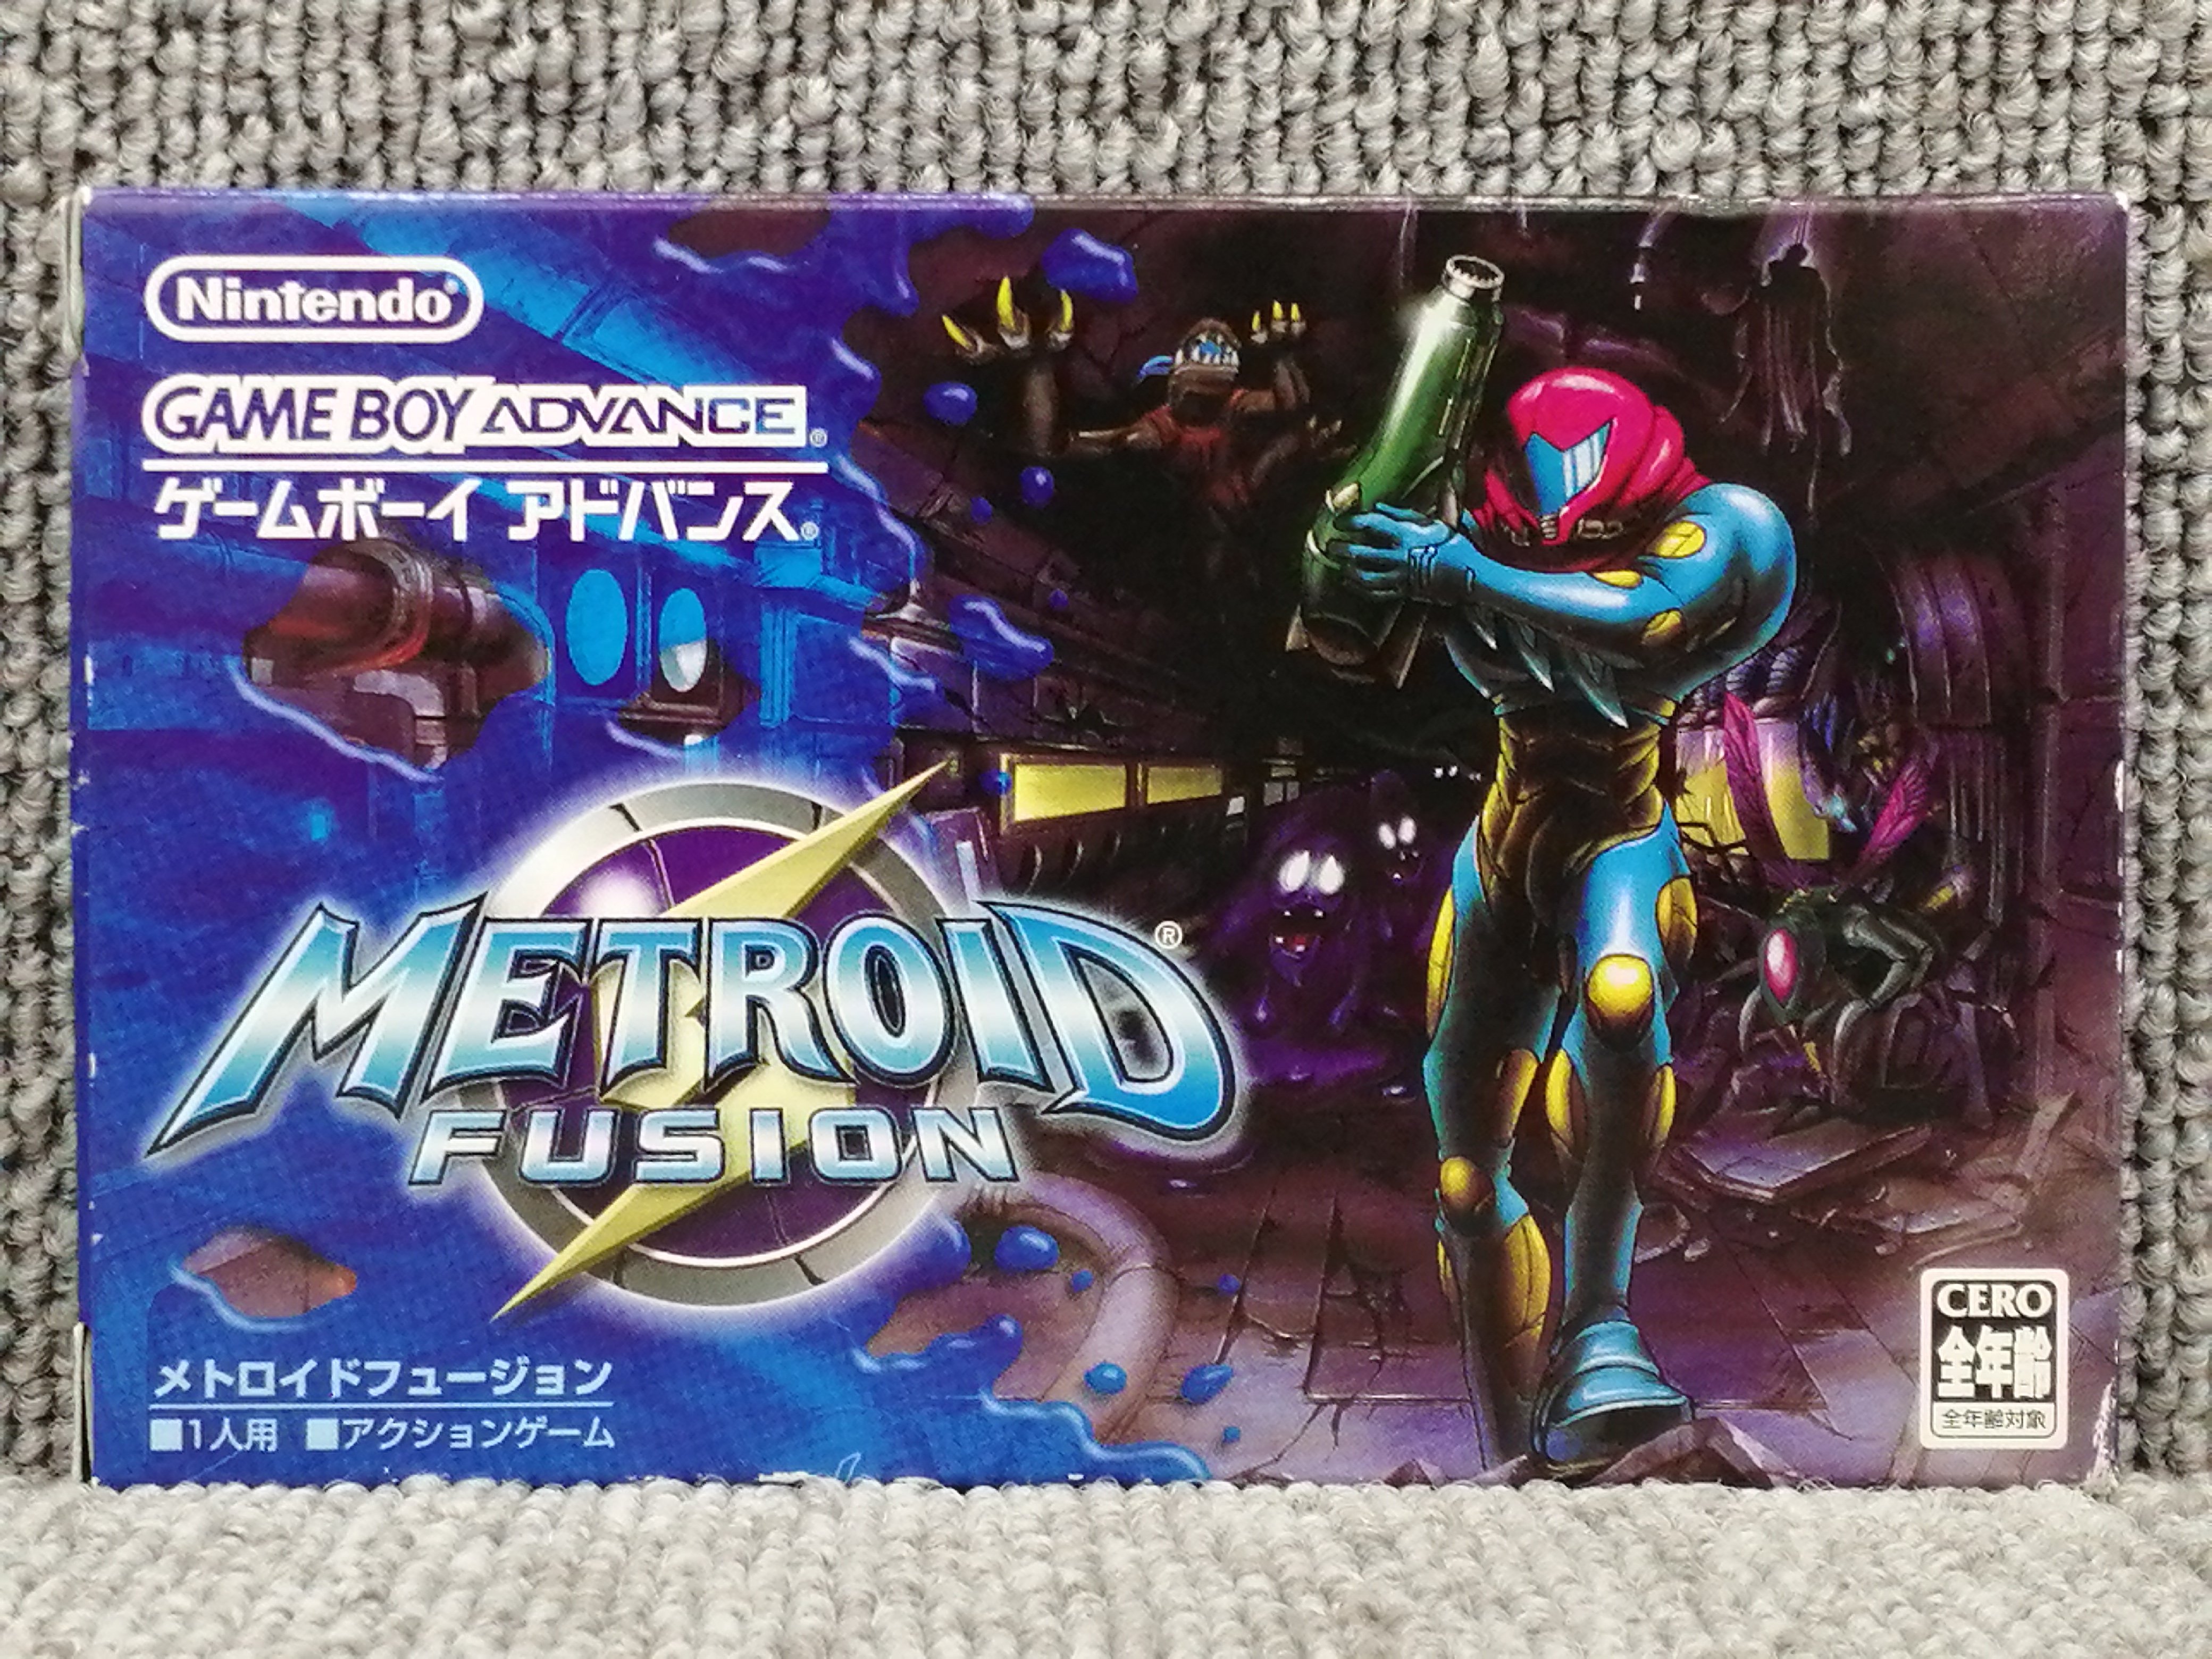 Nintendo®
GAME BOY ADVANCE®
ゲームボーイ アドバンス®
METROID®
FUSION
メトロイドフュージョン
■1人用 ■アクションゲーム
CERO
全年齢
全年齢対象